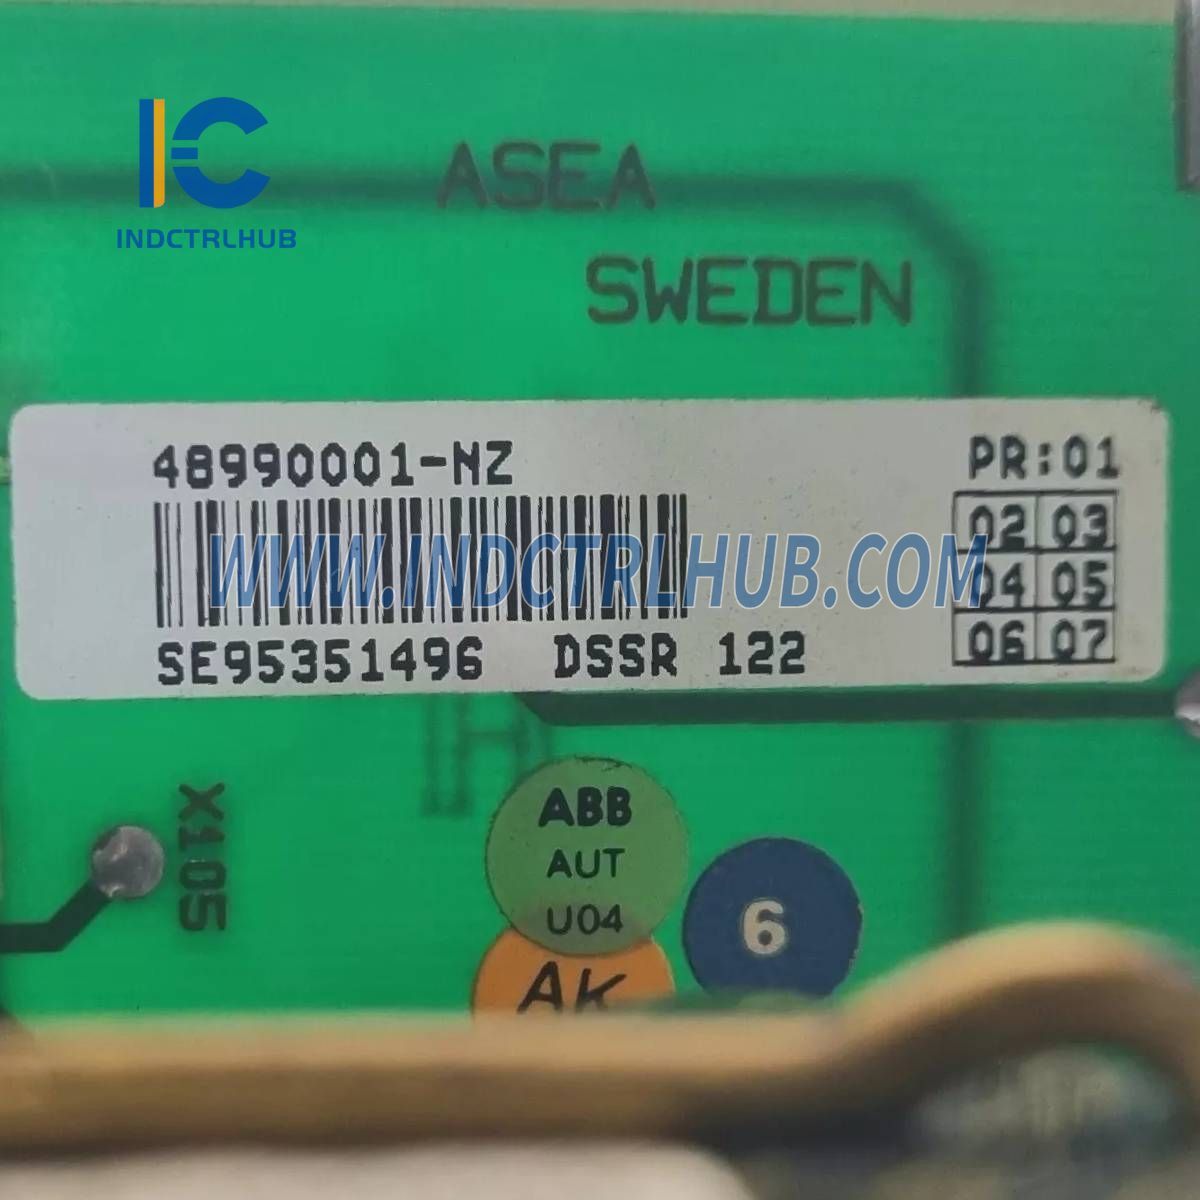 INDCTRLHUB
ASEA
SWEDEN
48990001-NZ
PR:01
02 03
04 05
06 07
WWW.INDCTRLHUB.COM
SE95351496 DSSR 122
X105
ABB
AUT
U04
6
AK